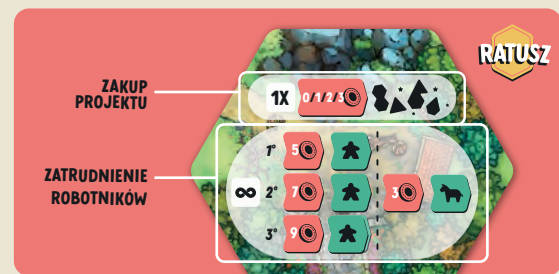 RATUSZ
ZAKUP
PROJEKTU
1X 0/1/2/3
ZATRUDNIENIE
ROBOTNIKÓW
1° 5
∞ 2° 7 3
3° 9